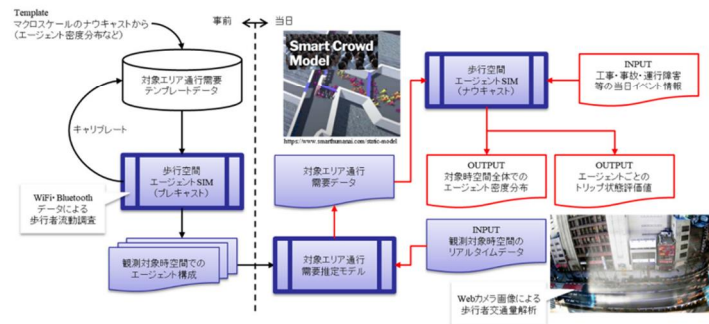 Template
マクロスケールのナウキャストから
（エージェント密度分布など）
事前
当日
対象エリア通行需要
テンプレートデータ
キャリブレート
歩行空間
エージェントSIM
（プレキャスト）
WiFi・Bluetooth
データによる
歩行者流動調査
観測対象時空間での
エージェント構成
Smart Crowd
Model
https://www.smarthumanai.com/static-model
対象エリア通行
需要データ
対象エリア通行
需要推定モデル
歩行空間
エージェントSIM
（ナウキャスト）
INPUT
工事・事故・運行障害
等の当日イベント情報
OUTPUT
対象時空間全体での
エージェント密度分布
OUTPUT
エージェントごとの
トリップ状態評価値
INPUT
観測対象時空間の
リアルタイムデータ
Webカメラ画像による
歩行者交通量解析